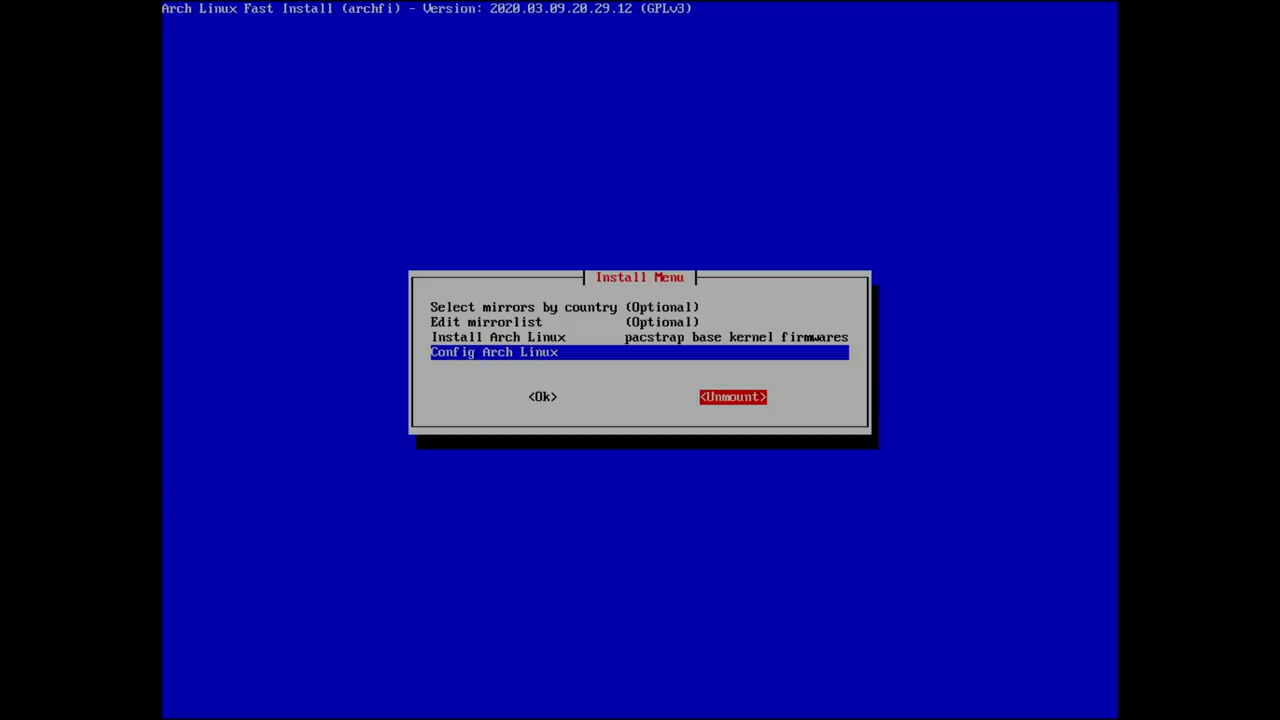 Arch Linux Fast Install (archfi) - Version: 2020.03.09.20.29.12 (GPLv3)
Install Menu
Select mirrors by country (Optional)
Edit mirrorlist (Optional)
Install Arch Linux pacstrap base kernel firmwares
Config Arch Linux
<Ok> <Unmount>